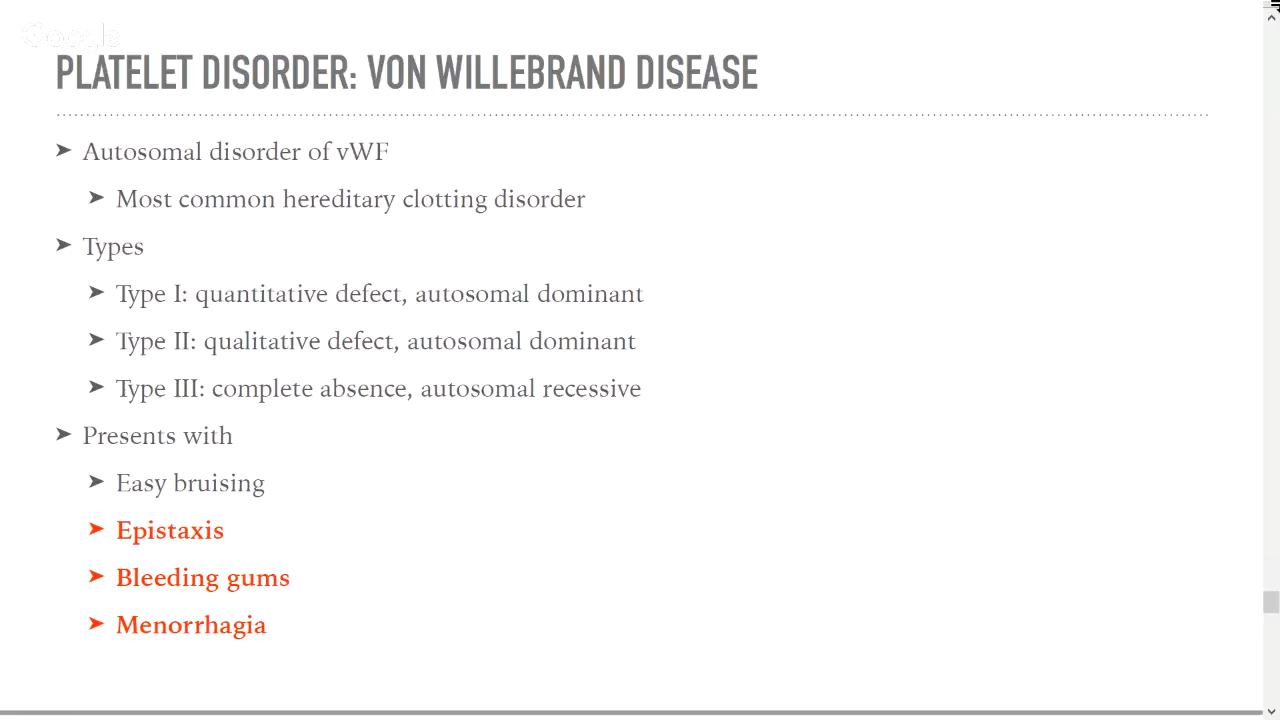 PLATELET DISORDER: VON WILLEBRAND DISEASE
➤ Autosomal disorder of vWF
➤ Most common hereditary clotting disorder
➤ Types
➤ Type I: quantitative defect, autosomal dominant
➤ Type II: qualitative defect, autosomal dominant
➤ Type III: complete absence, autosomal recessive
➤ Presents with
➤ Easy bruising
➤ Epistaxis
➤ Bleeding gums
➤ Menorrhagia